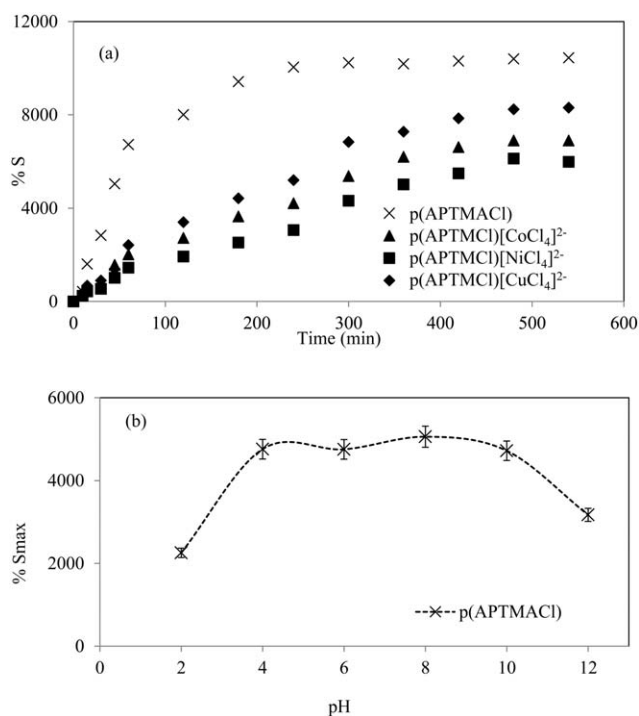 (a)
12000
8000
4000
0
% S
p(APTMACl)
p(APTMCl)[CoCl₄]²⁻
p(APTMCl)[NiCl₄]²⁻
p(APTMCl)[CuCl₄]²⁻
0 100 200 300 400 500 600
Time (min)
(b)
6000
4000
2000
0
% Smax
p(APTMACl)
0 2 4 6 8 10 12
pH